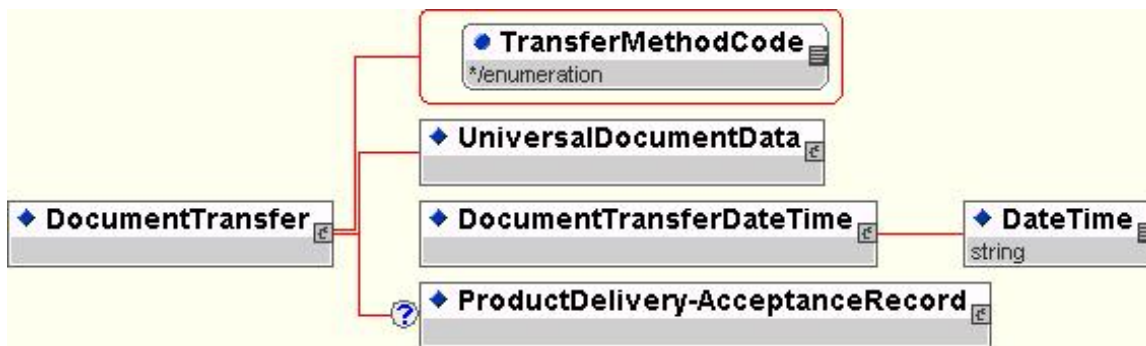 TransferMethodCode
*/enumeration
UniversalDocumentData
DocumentTransfer
DocumentTransferDateTime
DateTime
string
?
ProductDelivery-AcceptanceRecord